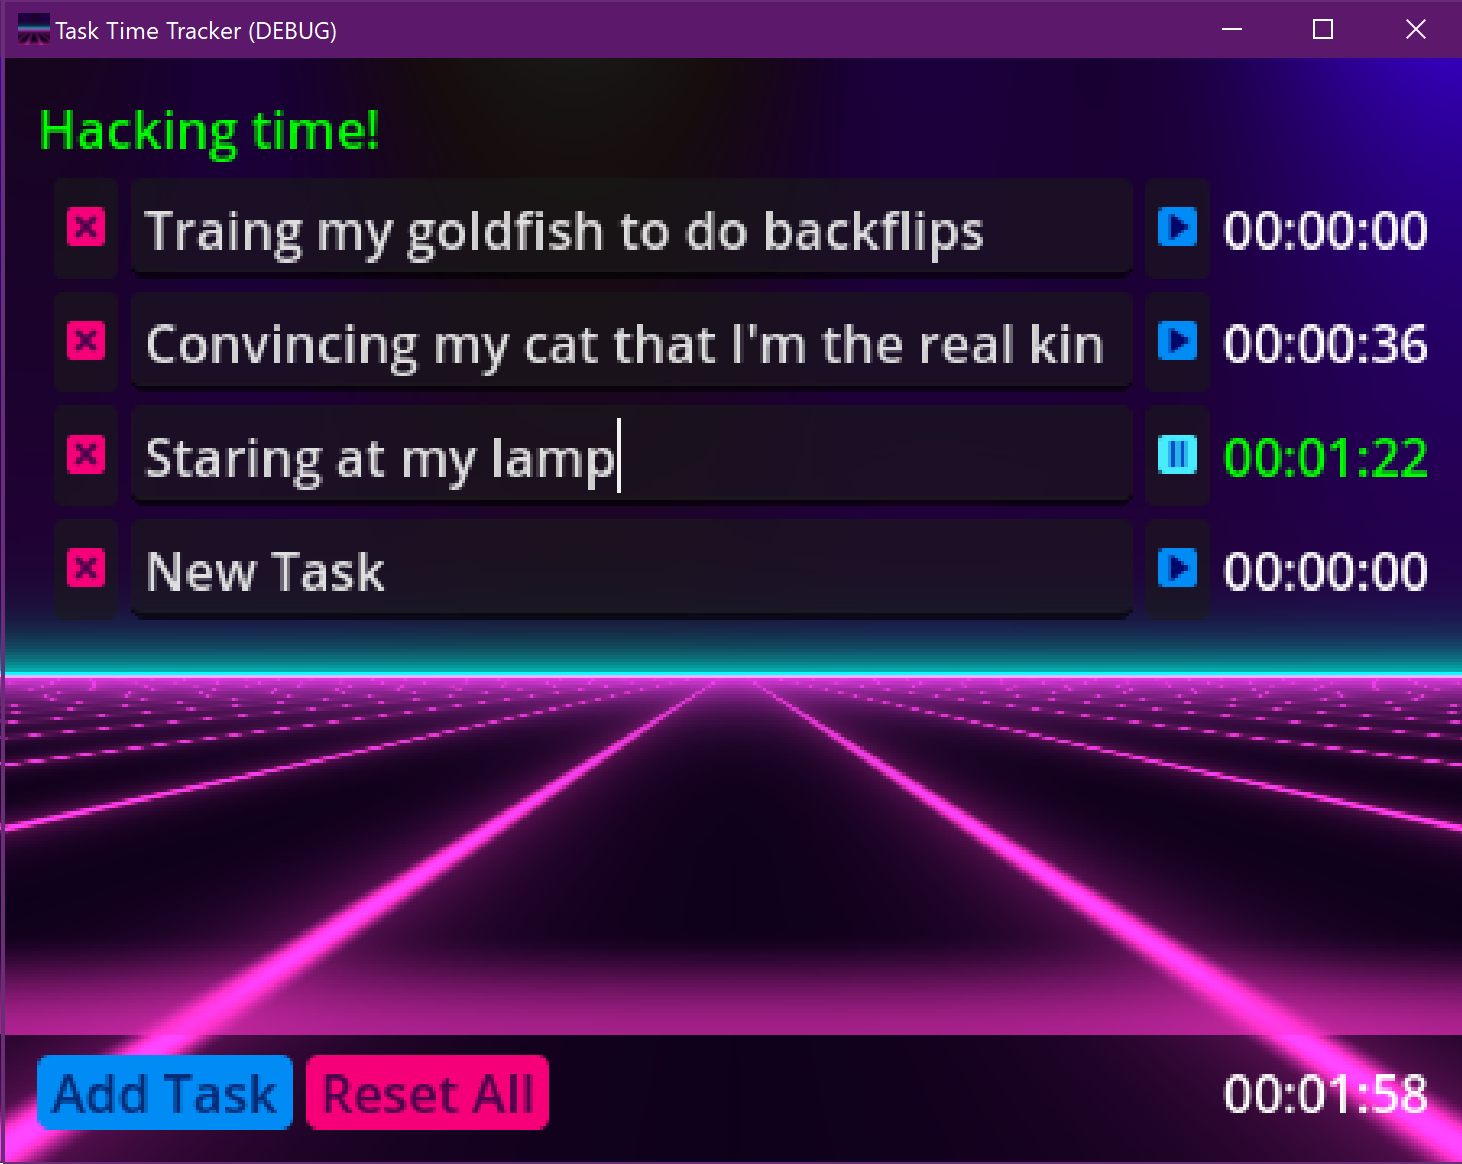 Task Time Tracker (DEBUG)
Hacking time!
Traing my goldfish to do backflips 00:00:00
Convincing my cat that I'm the real kin 00:00:36
Staring at my lamp 00:01:22
New Task 00:00:00
Add Task Reset All 00:01:58